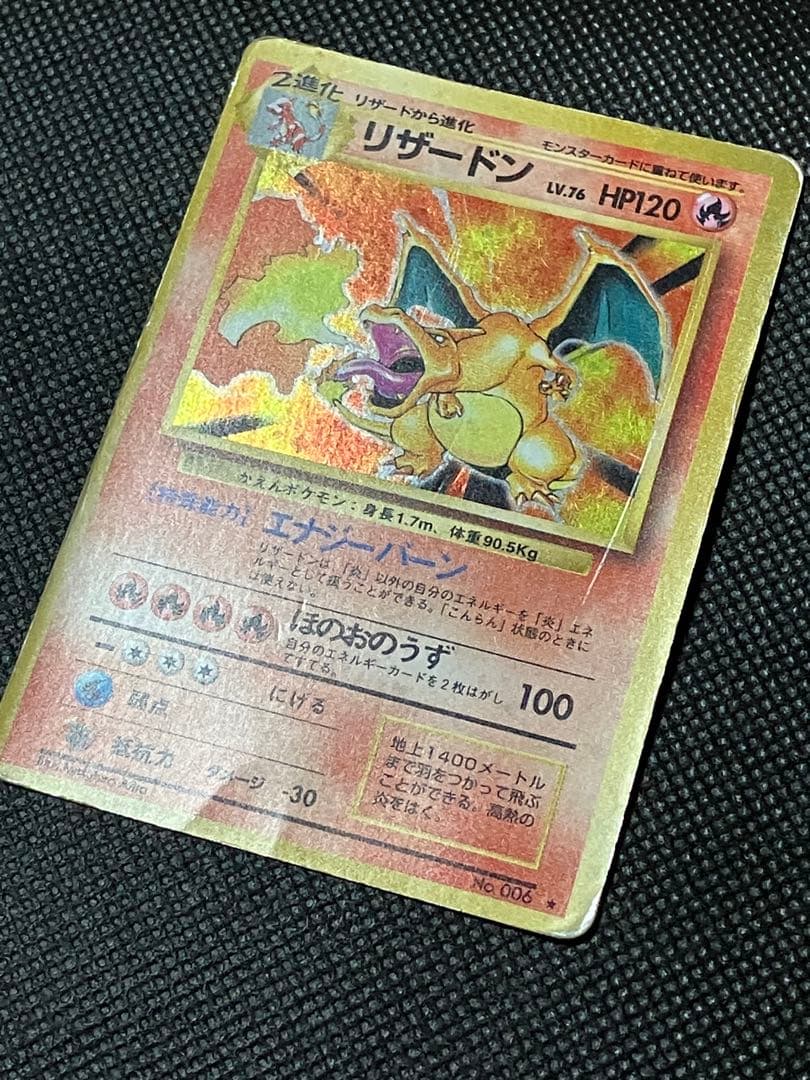 2進化
リザードから進化
モンスターカードに重ねて使います。
リザードン
LV.76 HP120
かえんポケモン：身長1.7m、体重90.5Kg
【特殊能力】エナジーバーン
リザードンは、「炎」以外の自分のエネルギーを「炎」エネ
ルギーとして扱うことができる。「こんらん」状態のときに
は使えない。
ほのおのうず 100
自分のエネルギーカードを2枚はがし
てすてる。
にげる
弱点
抵抗力 ダメージ -30
地上1400メートル
まで羽をつかって飛ぶ
ことができる。高熱の
炎をはく。
No.006 ★